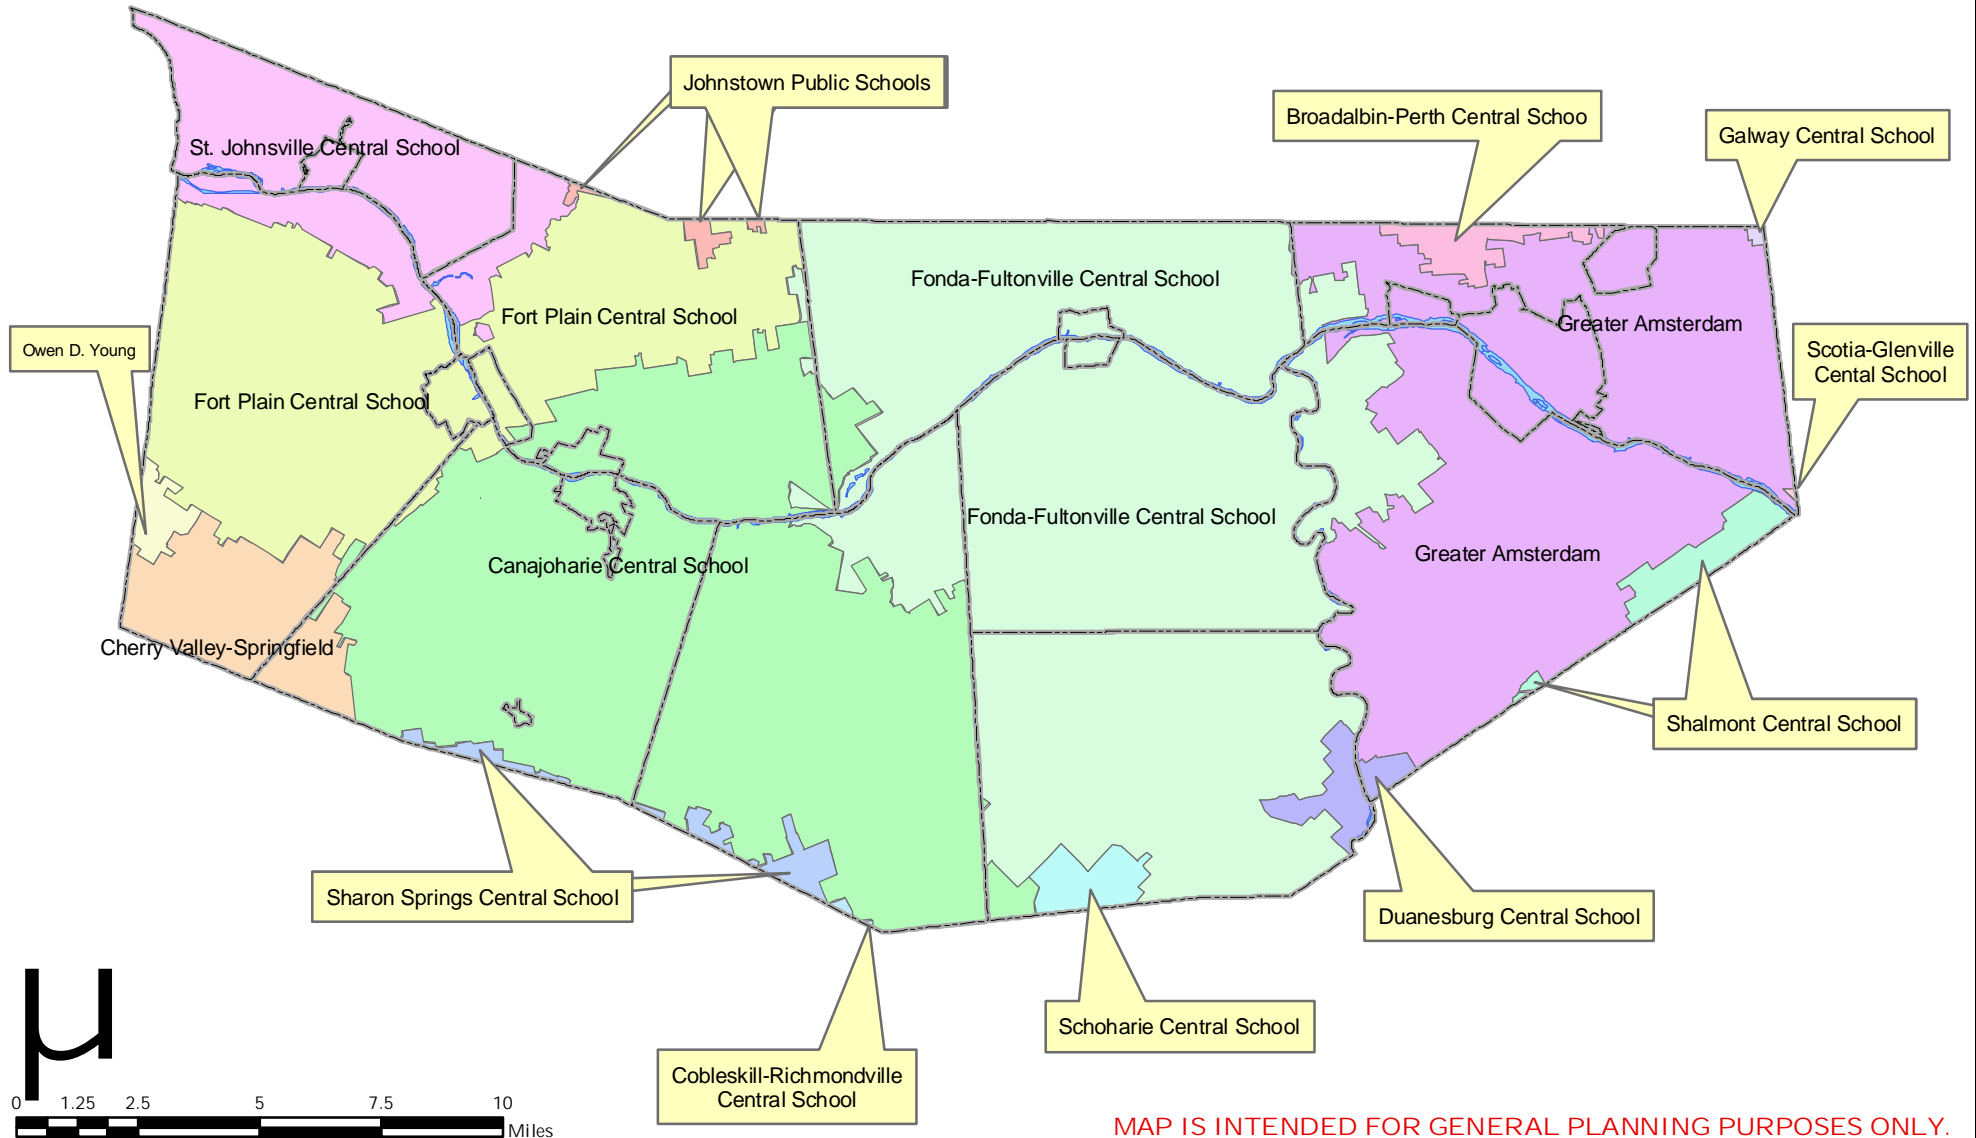 Johnstown Public Schools
Broadalbin-Perth Central Schoo
Galway Central School
St. Johnsville Central School
Fonda-Fultonville Central School
Fort Plain Central School
Greater Amsterdam
Owen D. Young
Scotia-Glenville
Cental School
Fort Plain Central School
Fonda-Fultonville Central School
Greater Amsterdam
Canajoharie Central School
Cherry Valley-Springfield
Shalmont Central School
Sharon Springs Central School
Duanesburg Central School
Schoharie Central School
Cobleskill-Richmondville
Central School
µ
0 1.25 2.5 5 7.5 10
Miles
MAP IS INTENDED FOR GENERAL PLANNING PURPOSES ONLY.